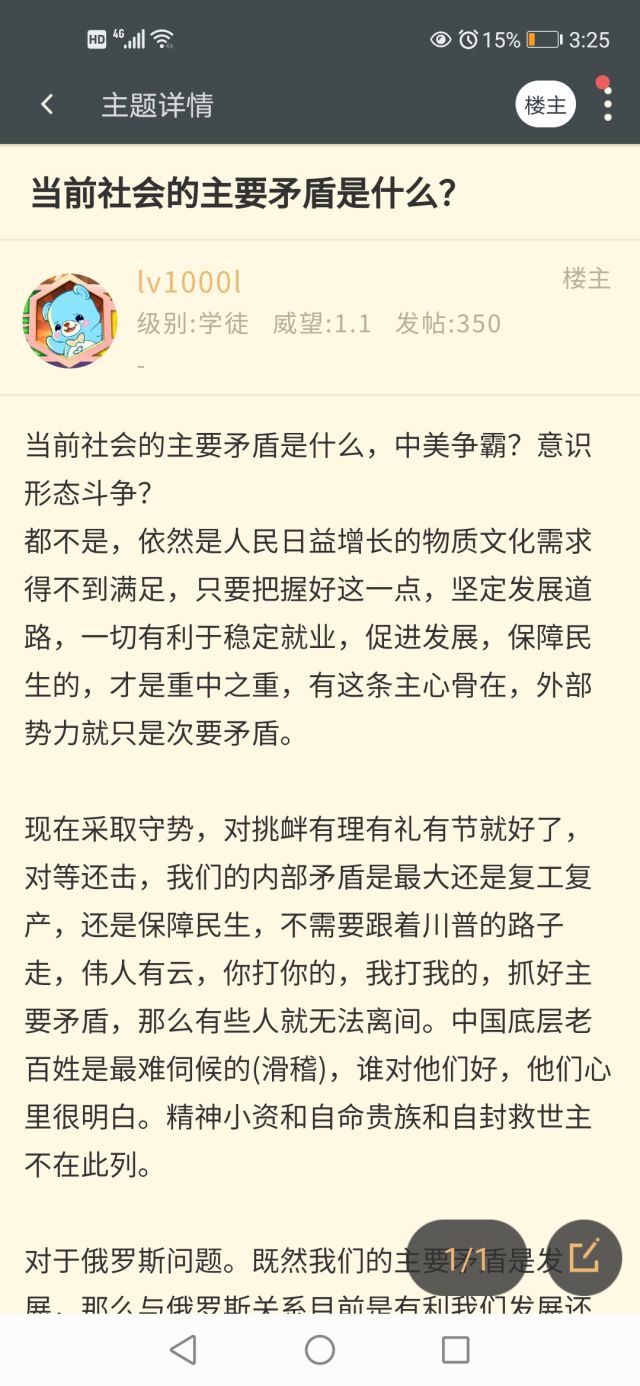 HD 4G 15% 3:25
主题详情 楼主
当前社会的主要矛盾是什么？
lv1000l 楼主
级别:学徒 威望:1.1 发帖:350
-
当前社会的主要矛盾是什么，中美争霸？意识
形态斗争？
都不是，依然是人民日益增长的物质文化需求
得不到满足，只要把握好这一点，坚定发展道
路，一切有利于稳定就业，促进发展，保障民
生的，才是重中之重，有这条主心骨在，外部
势力就只是次要矛盾。
现在采取守势，对挑衅有理有礼有节就好了，
对等还击，我们的内部矛盾是最大还是复工复
产，还是保障民生，不需要跟着川普的路子
走，伟人有云，你打你的，我打我的，抓好主
要矛盾，那么有些人就无法离间。中国底层老
百姓是最难伺候的(滑稽)，谁对他们好，他们心
里很明白。精神小资和自命贵族和自封救世主
不在此列。
对于俄罗斯问题。既然我们的主要矛盾是发
1/1
展，那么与俄罗斯关系目前是有利我们发展还